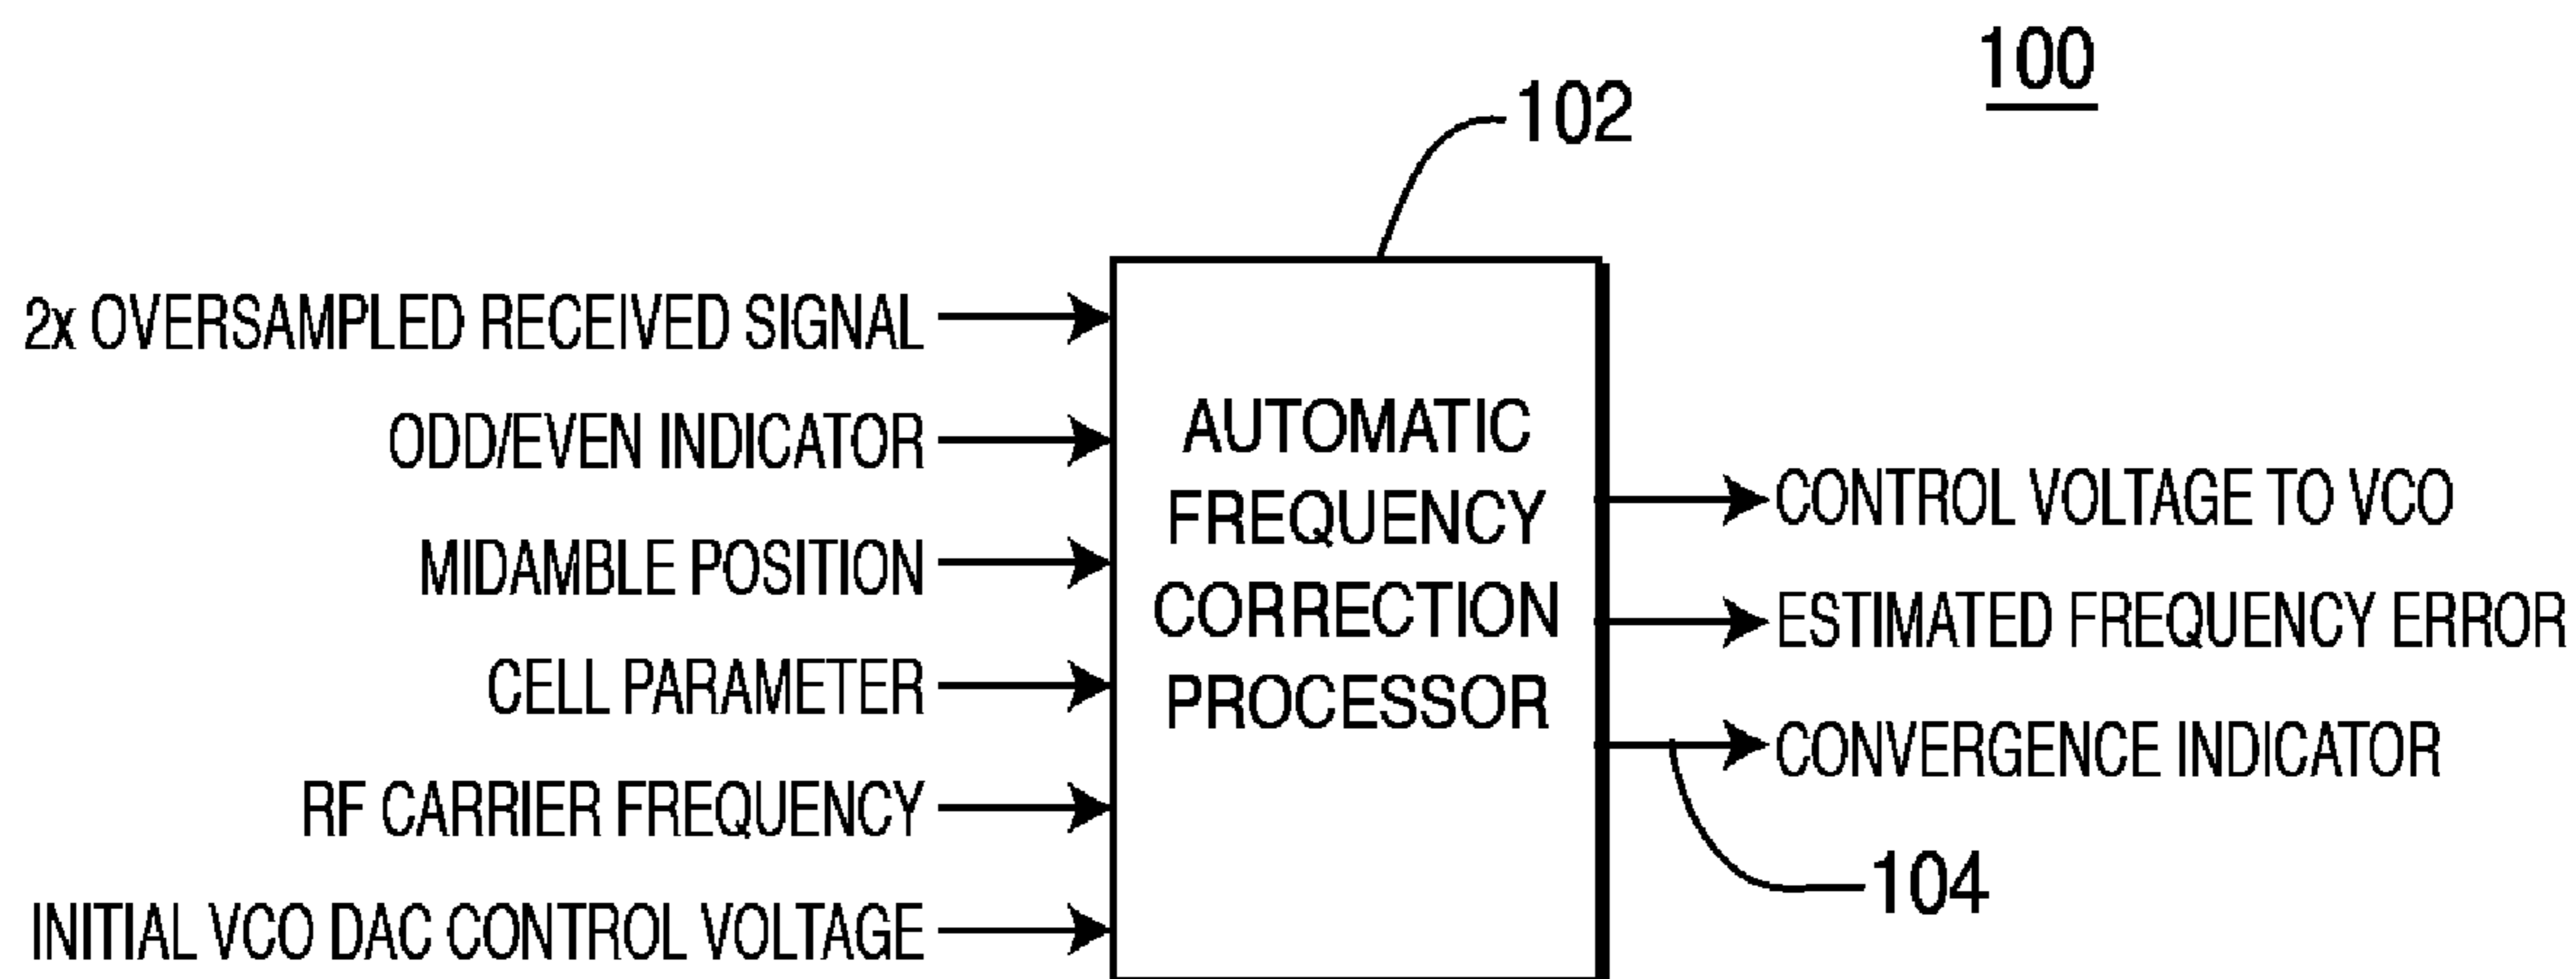 100
102
2x OVERSAMPLED RECEIVED SIGNAL
ODD/EVEN INDICATOR
MIDAMBLE POSITION
CELL PARAMETER
RF CARRIER FREQUENCY
INITIAL VCO DAC CONTROL VOLTAGE
AUTOMATIC
FREQUENCY
CORRECTION
PROCESSOR
CONTROL VOLTAGE TO VCO
ESTIMATED FREQUENCY ERROR
CONVERGENCE INDICATOR
104